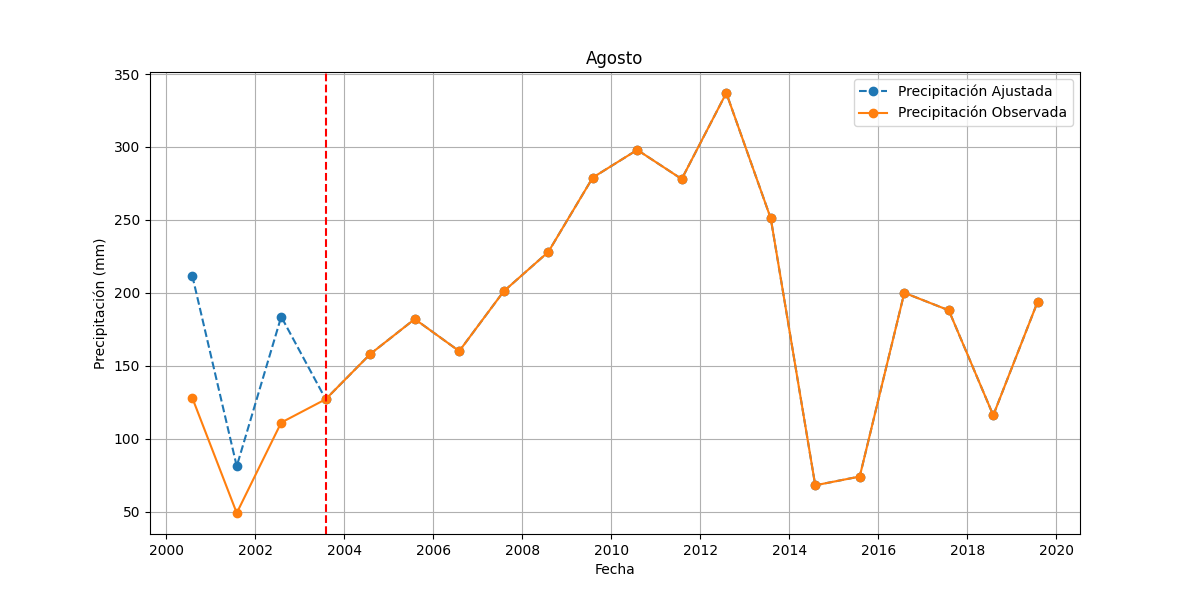 Agosto
Precipitación Ajustada
Precipitación Observada
Precipitación (mm)
350
300
250
200
150
100
50
2000 2002 2004 2006 2008 2010 2012 2014 2016 2018 2020
Fecha